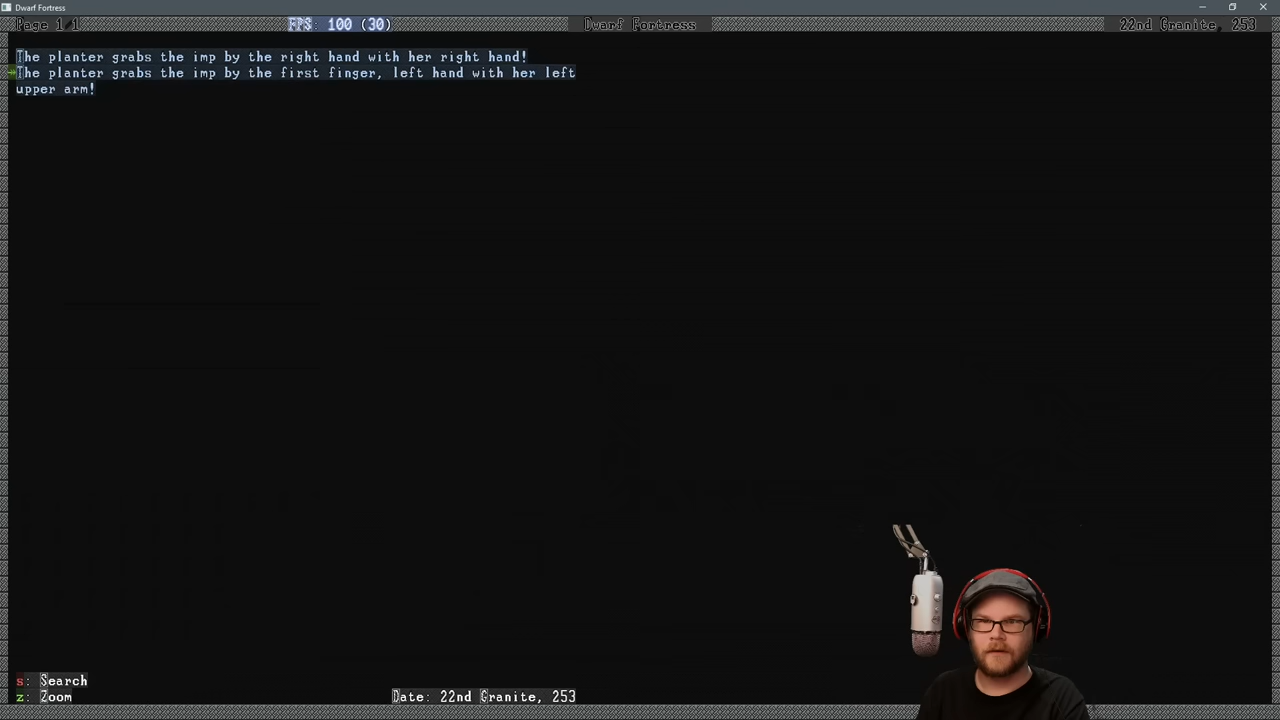 Dwarf Fortress
Page 1/1 FPS: 100 (30) Dwarf Fortress 22nd Granite, 253
The planter grabs the imp by the right hand with her right hand!
The planter grabs the imp by the first finger, left hand with her left
upper arm!
s: Search
z: Zoom Date: 22nd Granite, 253